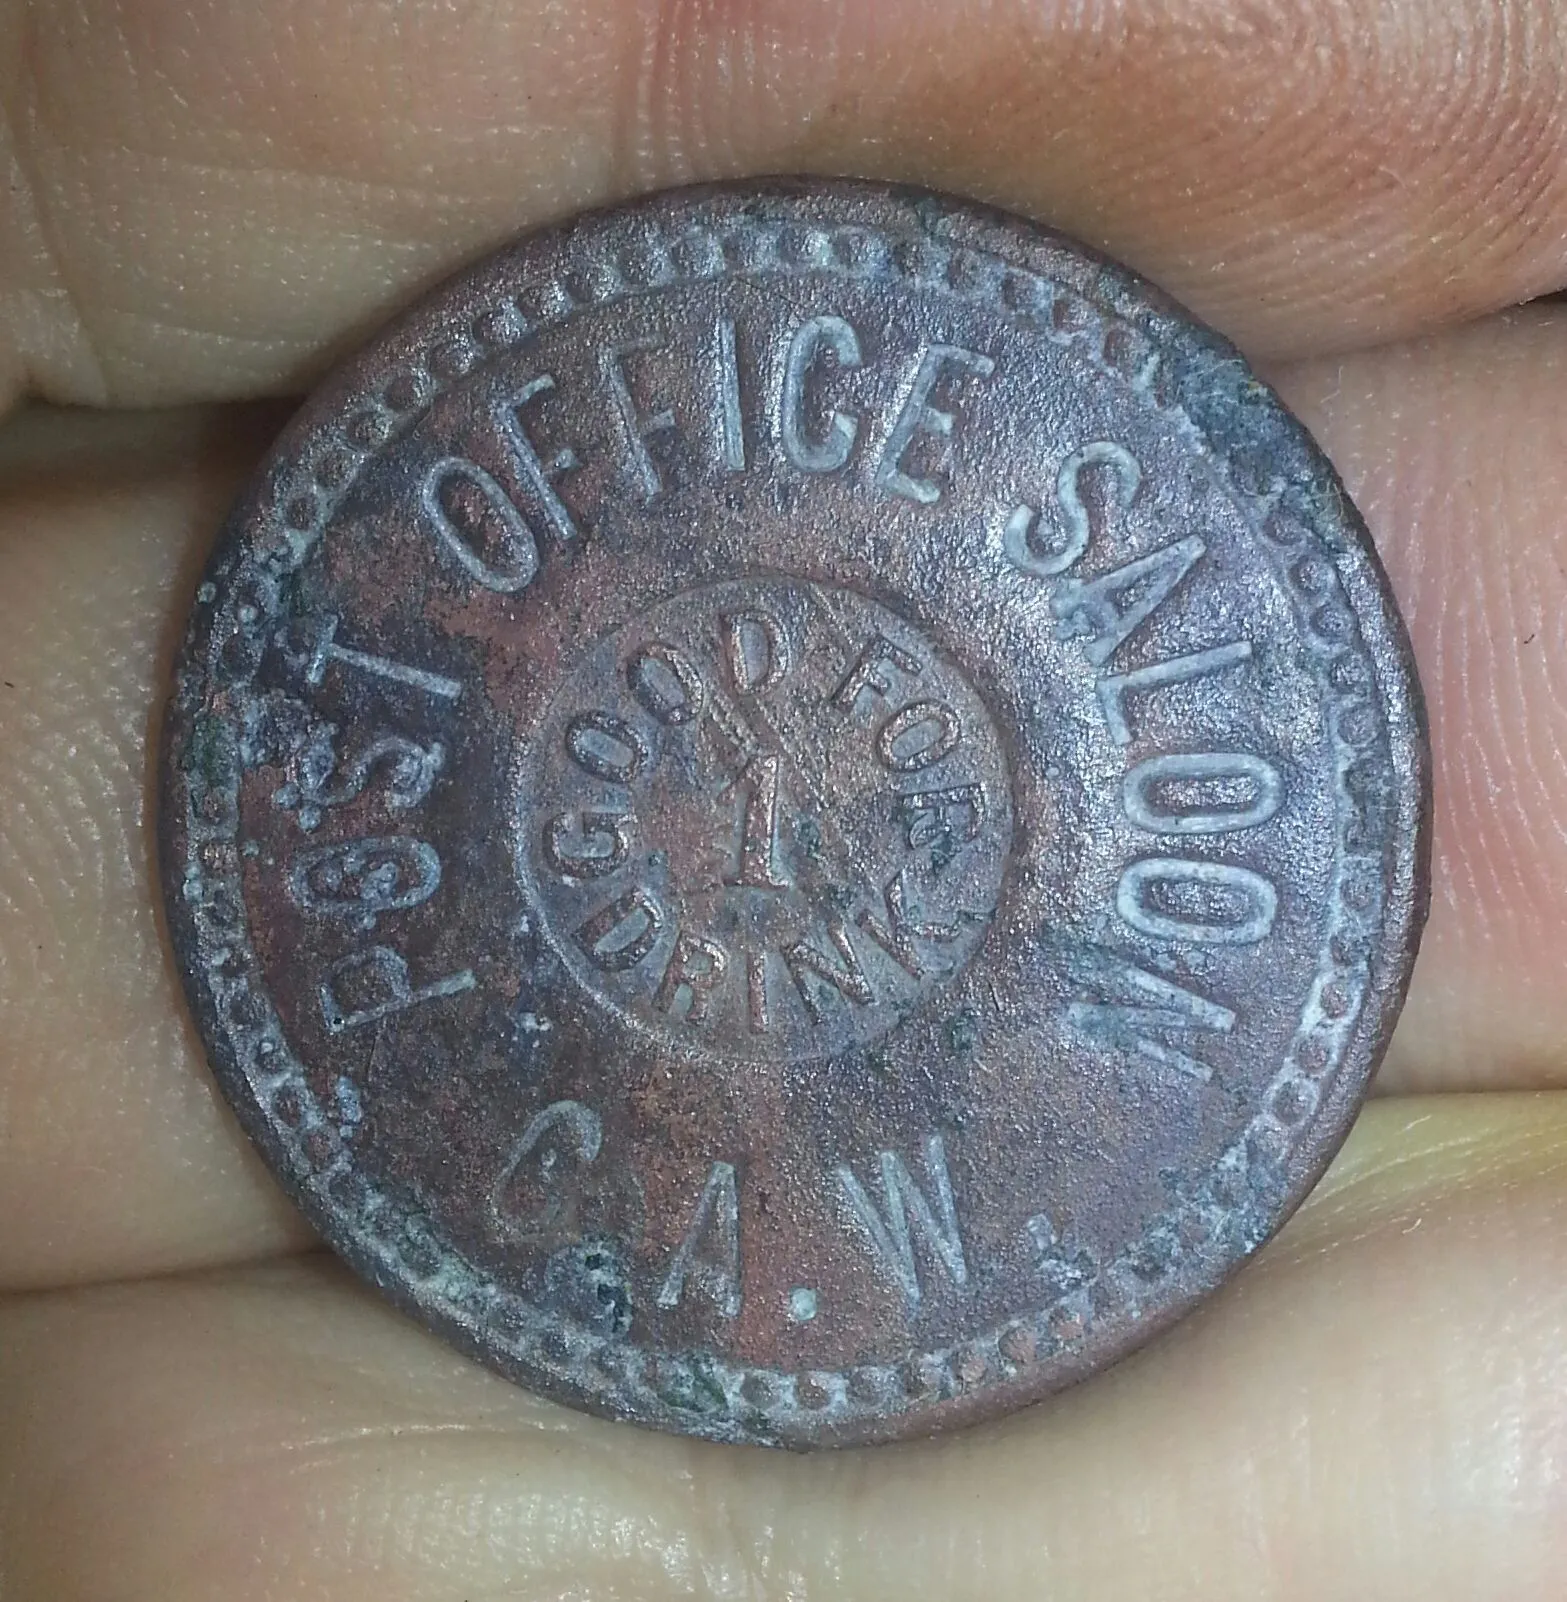 POST OFFICE SALOON
G.A.W.
GOOD FOR
1
DRINK